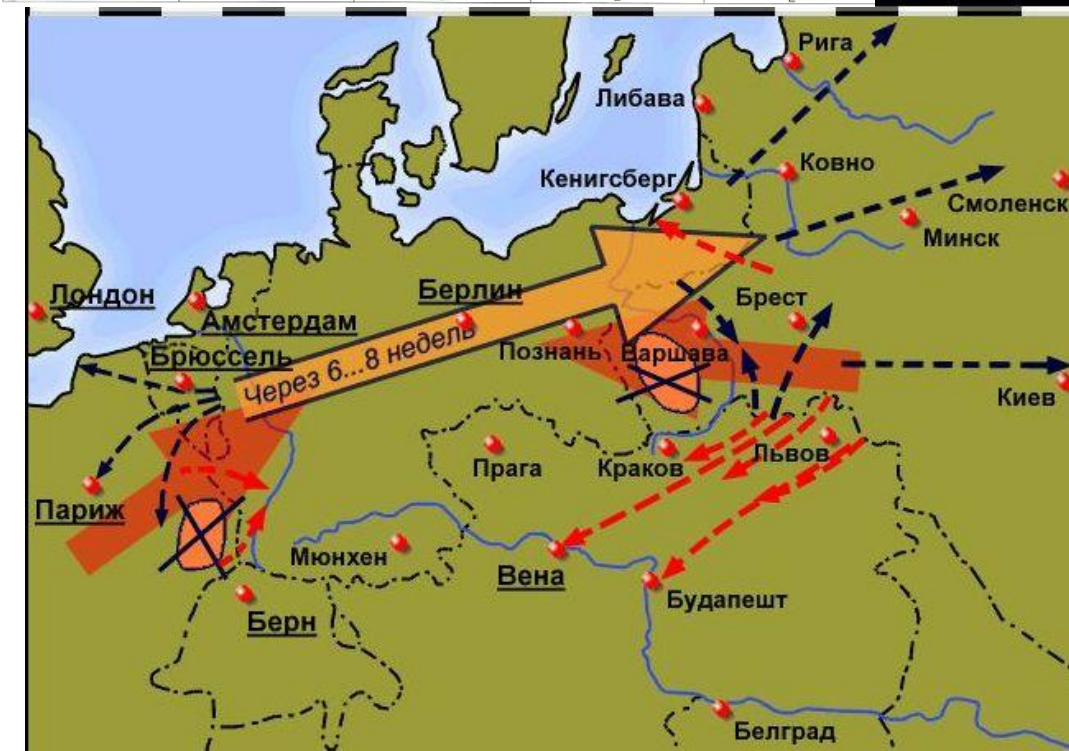 Рига
Либава
Ковно
Кенигсберг
Смоленск
Минск
Лондон
Берлин
Брест
Амстердам
Через 6...8 недель
Познань
Варшава
Брюссель
Киев
Прага
Краков
Львов
Париж
Мюнхен
Вена
Будапешт
Берн
Белград